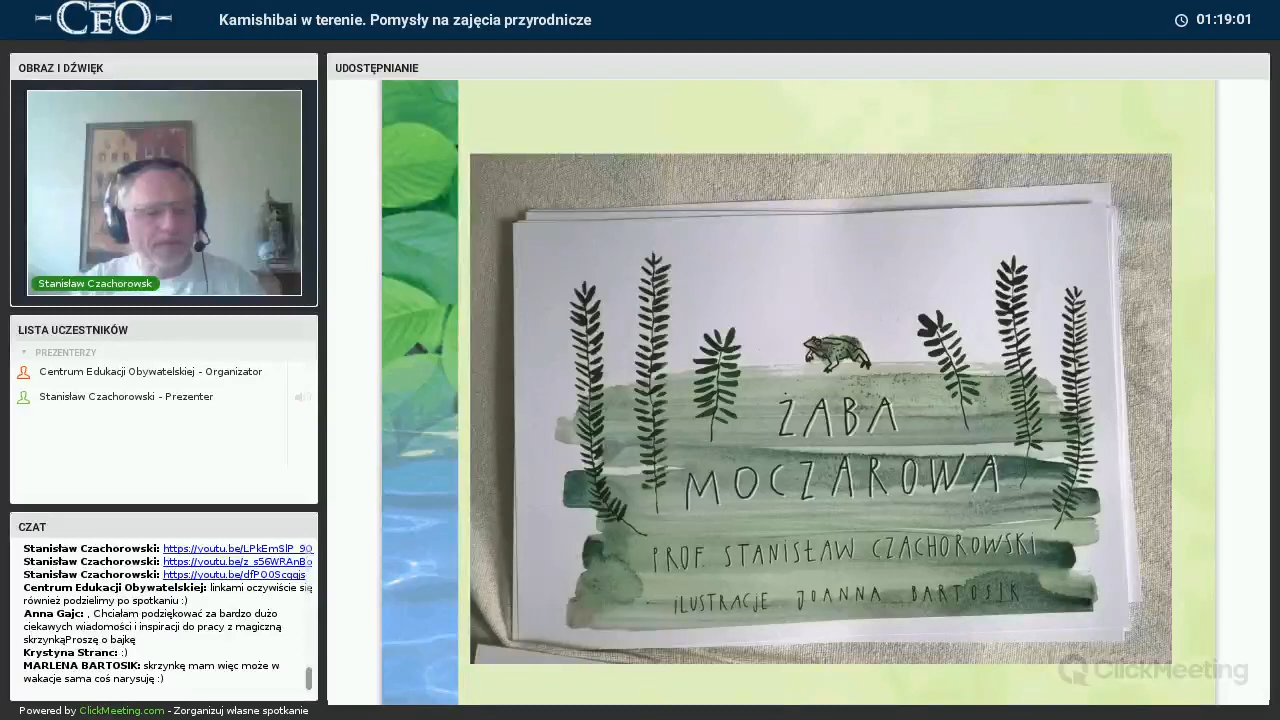 CEO
Kamishibai w terenie. Pomysły na zajęcia przyrodnicze
01:19:01
OBRAZ I DŹWIĘK
Stanisław Czachorowsk
LISTA UCZESTNIKÓW
PREZENTERZY
Centrum Edukacji Obywatelskiej - Organizator
Stanisław Czachorowski - Prezenter
CZAT
Stanisław Czachorowski: https://youtu.be/LPkEmSlP_9Q
Stanisław Czachorowski: https://youtu.be/z_s56WRAnBo
Stanisław Czachorowski: https://youtu.be/dfPO0Scqqjs
Centrum Edukacji Obywatelskiej: linkami oczywiście się
również podzielimy po spotkaniu :)
Anna Gajc: . Chciałam podziękować za bardzo dużo
ciekawych wiadomości i inspiracji do pracy z magiczną
skrzynkąProszę o bajkę
Krystyna Stranc: :)
MARLENA BARTOSIK: skrzynkę mam więc może w
wakacje sama coś narysuję :)
Powered by ClickMeeting.com - Zorganizuj własne spotkanie
UDOSTĘPNIANIE
ŻABA
MOCZAROWA
PROF. STANISŁAW CZACHOROWSKI
ILUSTRACJE JOANNA BARTOSIK
ClickMeeting